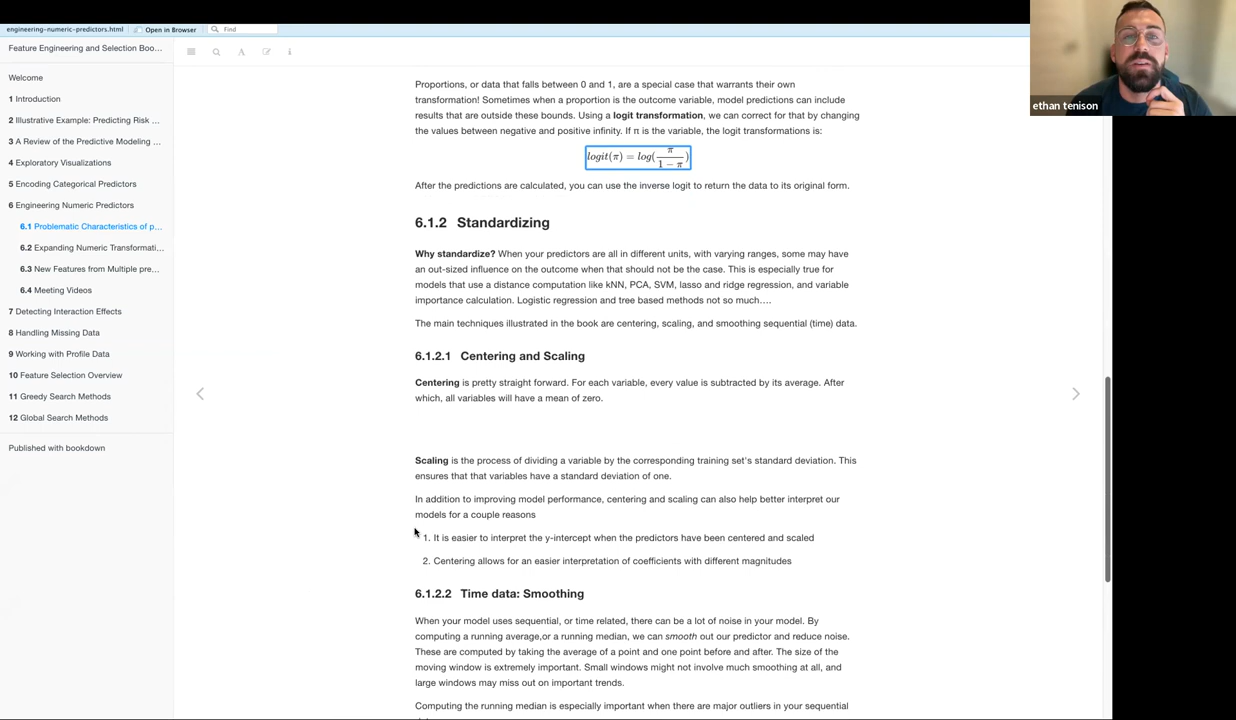 engineering-numeric-predictors.html
Open in Browser
Find
Feature Engineering and Selection Boo...
Welcome
1 Introduction
2 Illustrative Example: Predicting Risk ...
3 A Review of the Predictive Modeling ...
4 Exploratory Visualizations
5 Encoding Categorical Predictors
6 Engineering Numeric Predictors
6.1 Problematic Characteristics of p...
6.2 Expanding Numeric Transformati...
6.3 New Features from Multiple pre...
6.4 Meeting Videos
7 Detecting Interaction Effects
8 Handling Missing Data
9 Working with Profile Data
10 Feature Selection Overview
11 Greedy Search Methods
12 Global Search Methods
Published with bookdown
Proportions, or data that falls between 0 and 1, are a special case that warrants their own
transformation! Sometimes when a proportion is the outcome variable, model predictions can include
results that are outside these bounds. Using a logit transformation, we can correct for that by changing
the values between negative and positive infinity. If π is the variable, the logit transformations is:
logit(π) = log(π / 1 − π)
After the predictions are calculated, you can use the inverse logit to return the data to its original form.
6.1.2 Standardizing
Why standardize? When your predictors are all in different units, with varying ranges, some may have
an out-sized influence on the outcome when that should not be the case. This is especially true for
models that use a distance computation like kNN, PCA, SVM, lasso and ridge regression, and variable
importance calculation. Logistic regression and tree based methods not so much....
The main techniques illustrated in the book are centering, scaling, and smoothing sequential (time) data.
6.1.2.1 Centering and Scaling
Centering is pretty straight forward. For each variable, every value is subtracted by its average. After
which, all variables will have a mean of zero.
Scaling is the process of dividing a variable by the corresponding training set's standard deviation. This
ensures that that variables have a standard deviation of one.
In addition to improving model performance, centering and scaling can also help better interpret our
models for a couple reasons
1. It is easier to interpret the y-intercept when the predictors have been centered and scaled
2. Centering allows for an easier interpretation of coefficients with different magnitudes
6.1.2.2 Time data: Smoothing
When your model uses sequential, or time related, there can be a lot of noise in your model. By
computing a running average,or a running median, we can smooth out our predictor and reduce noise.
These are computed by taking the average of a point and one point before and after. The size of the
moving window is extremely important. Small windows might not involve much smoothing at all, and
large windows may miss out on important trends.
Computing the running median is especially important when there are major outliers in your sequential
ethan tenison